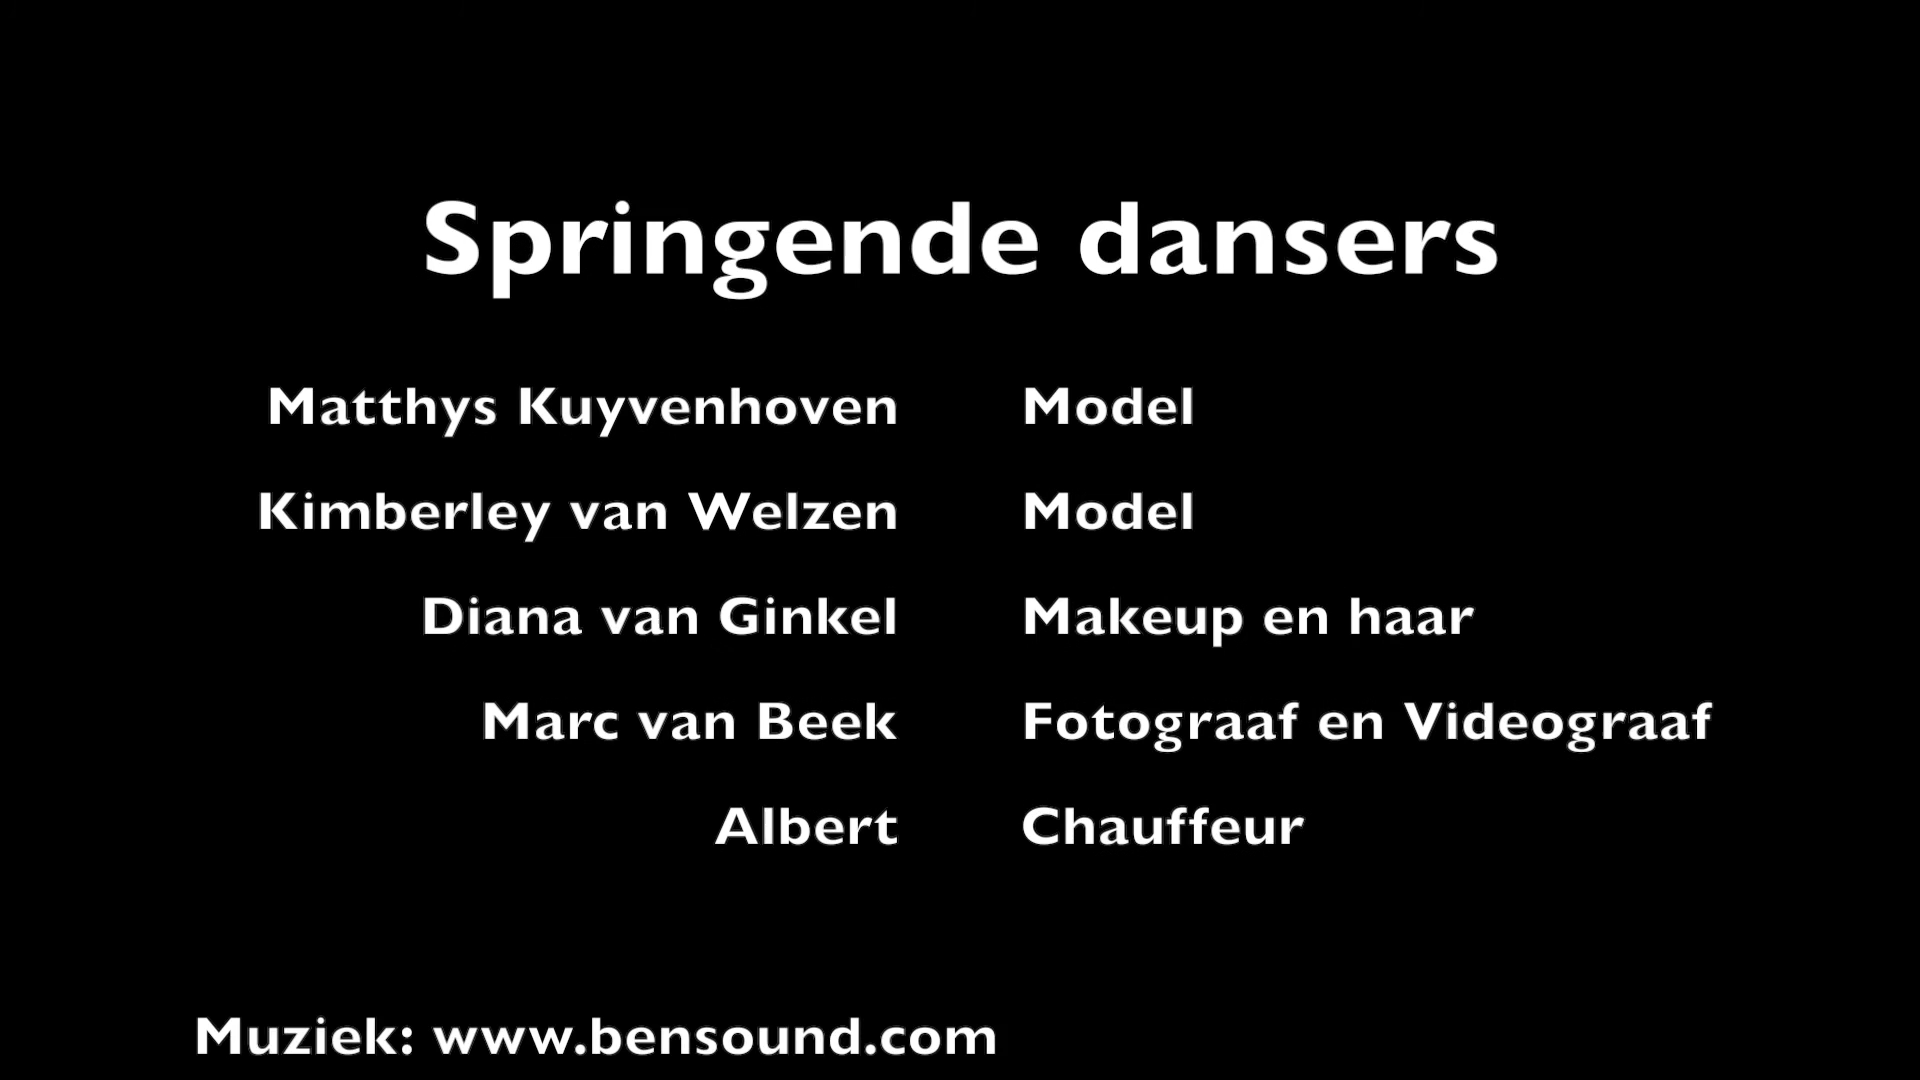 Springende dansers
Matthys Kuyvenhoven Model
Kimberley van Welzen Model
Diana van Ginkel Makeup en haar
Marc van Beek Fotograaf en Videograaf
Albert Chauffeur
Muziek: www.bensound.com